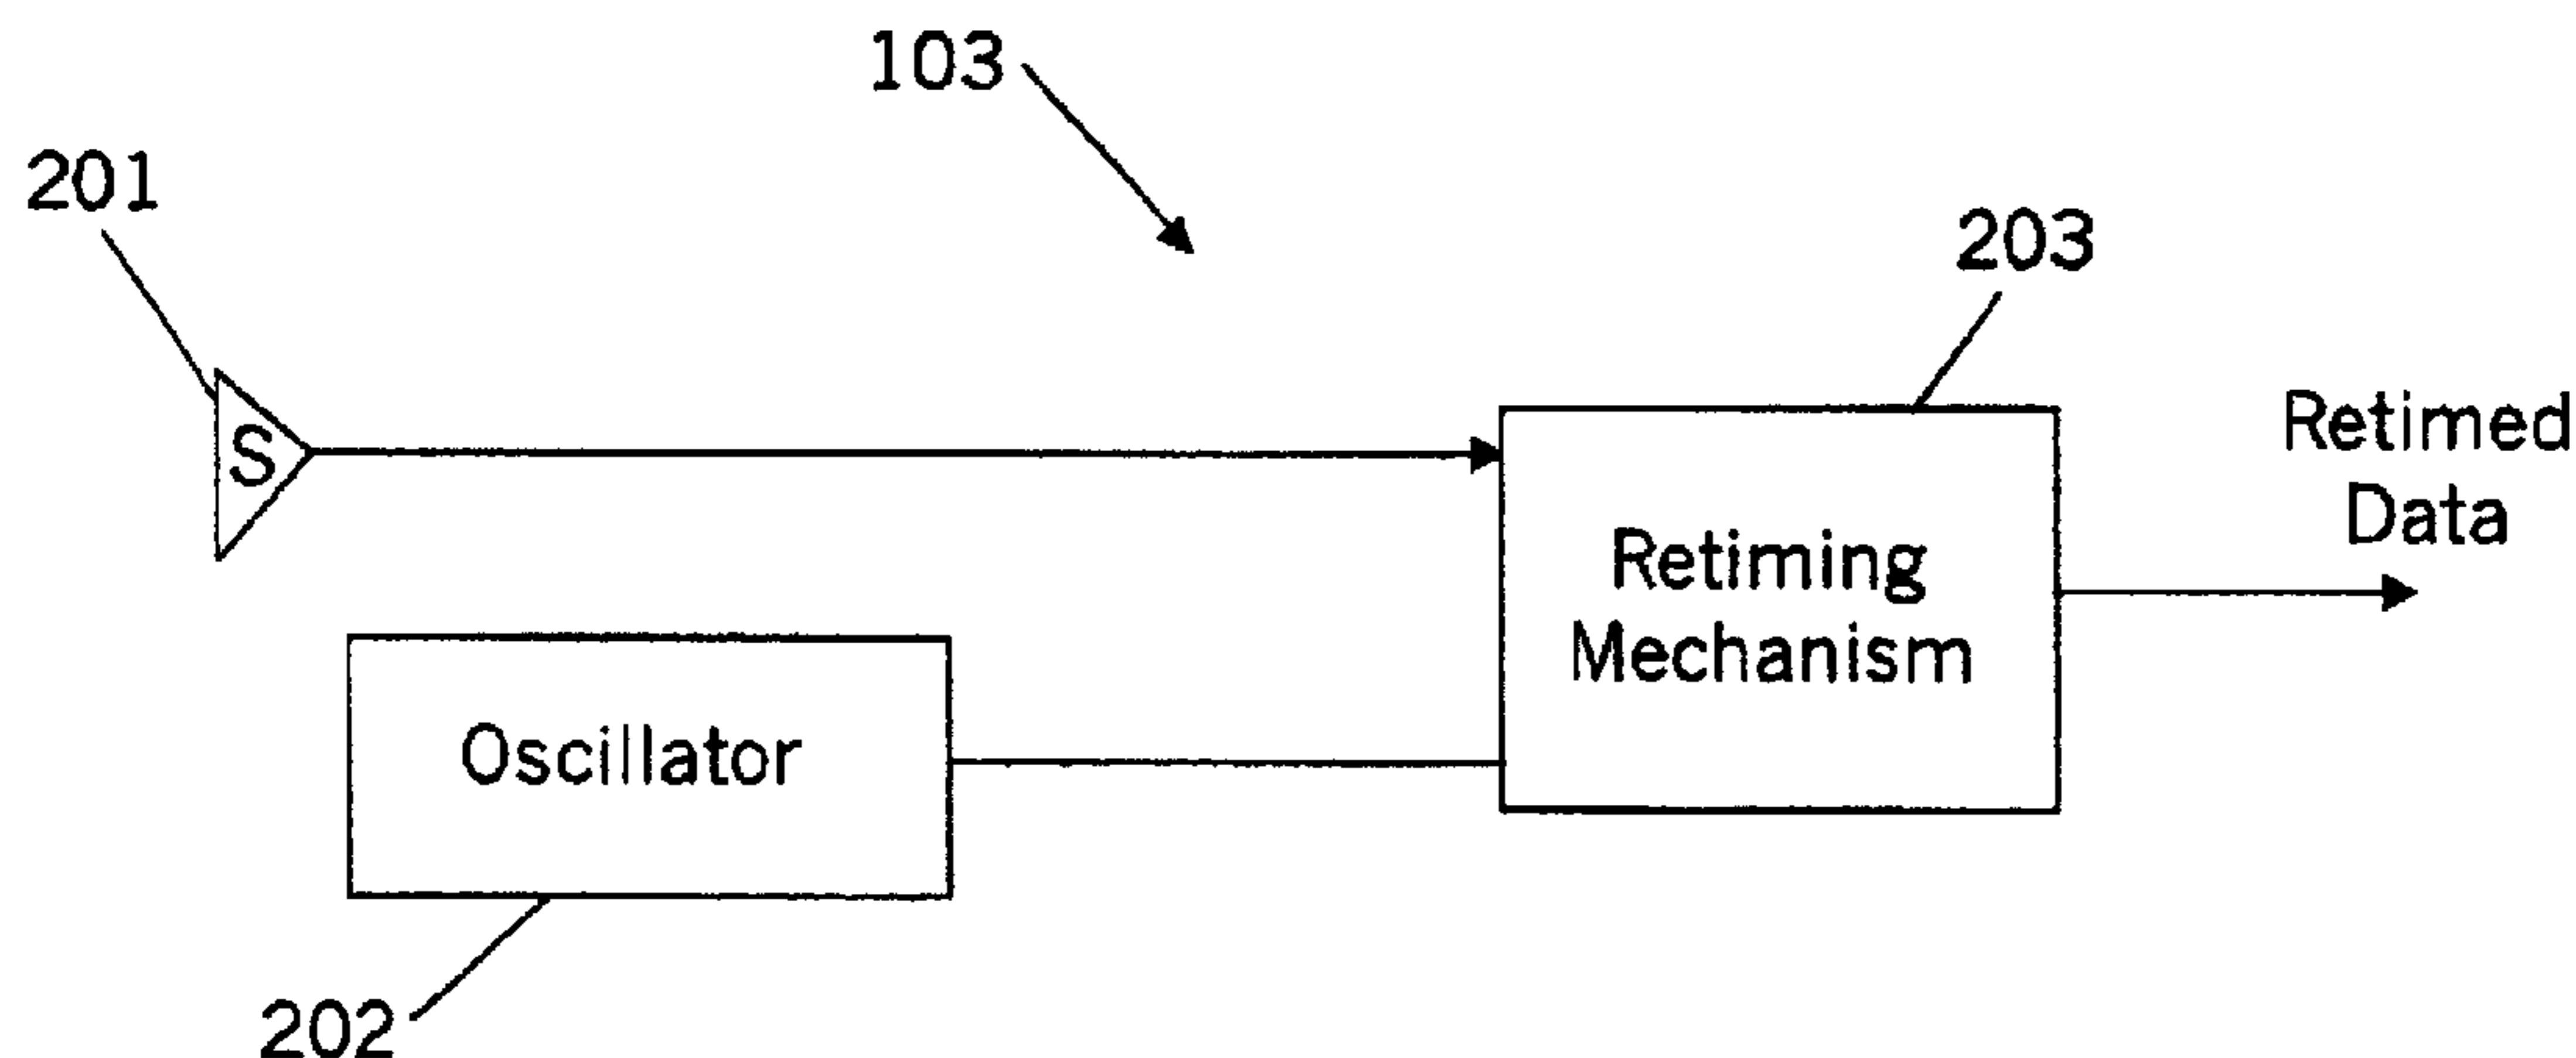 103
201
203
S
Retimed
Data
Retiming
Mechanism
Oscillator
202